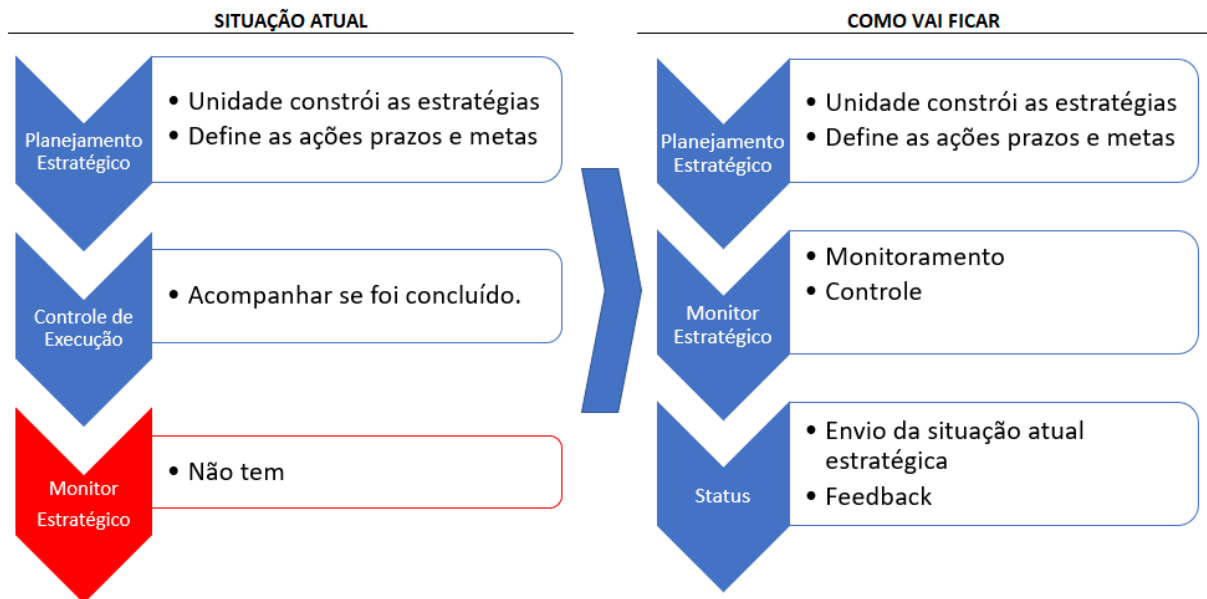 SITUAÇÃO ATUAL
Planejamento
Estratégico
• Unidade constrói as estratégias
• Define as ações prazos e metas
Controle de
Execução
• Acompanhar se foi concluído.
Monitor
Estratégico
• Não tem
COMO VAI FICAR
Planejamento
Estratégico
• Unidade constrói as estratégias
• Define as ações prazos e metas
Monitor
Estratégico
• Monitoramento
• Controle
Status
• Envio da situação atual
estratégica
• Feedback